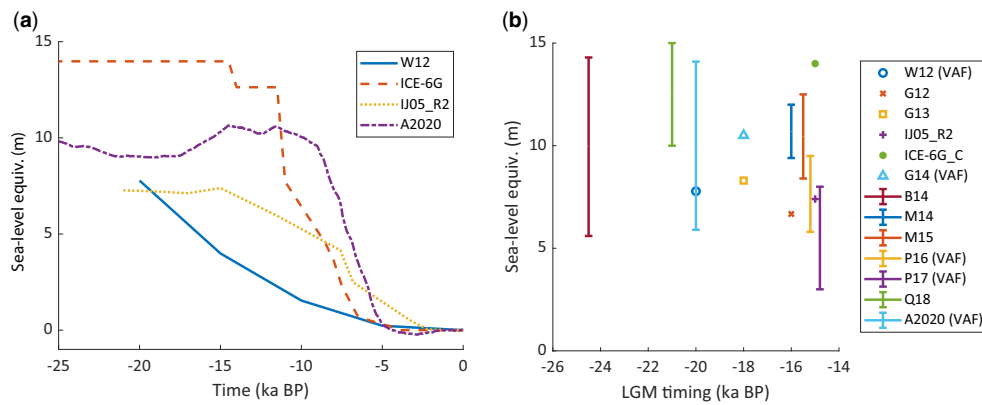 (a)
Sea-level equiv. (m)
15
10
5
0
-25 -20 -15 -10 -5 0
Time (ka BP)
W12
ICE-6G
IJ05_R2
A2020
(b)
Sea-level equiv. (m)
15
10
5
0
-26 -24 -22 -20 -18 -16 -14
LGM timing (ka BP)
W12 (VAF)
G12
G13
IJ05_R2
ICE-6G_C
G14 (VAF)
B14
M14
M15
P16 (VAF)
P17 (VAF)
Q18
A2020 (VAF)